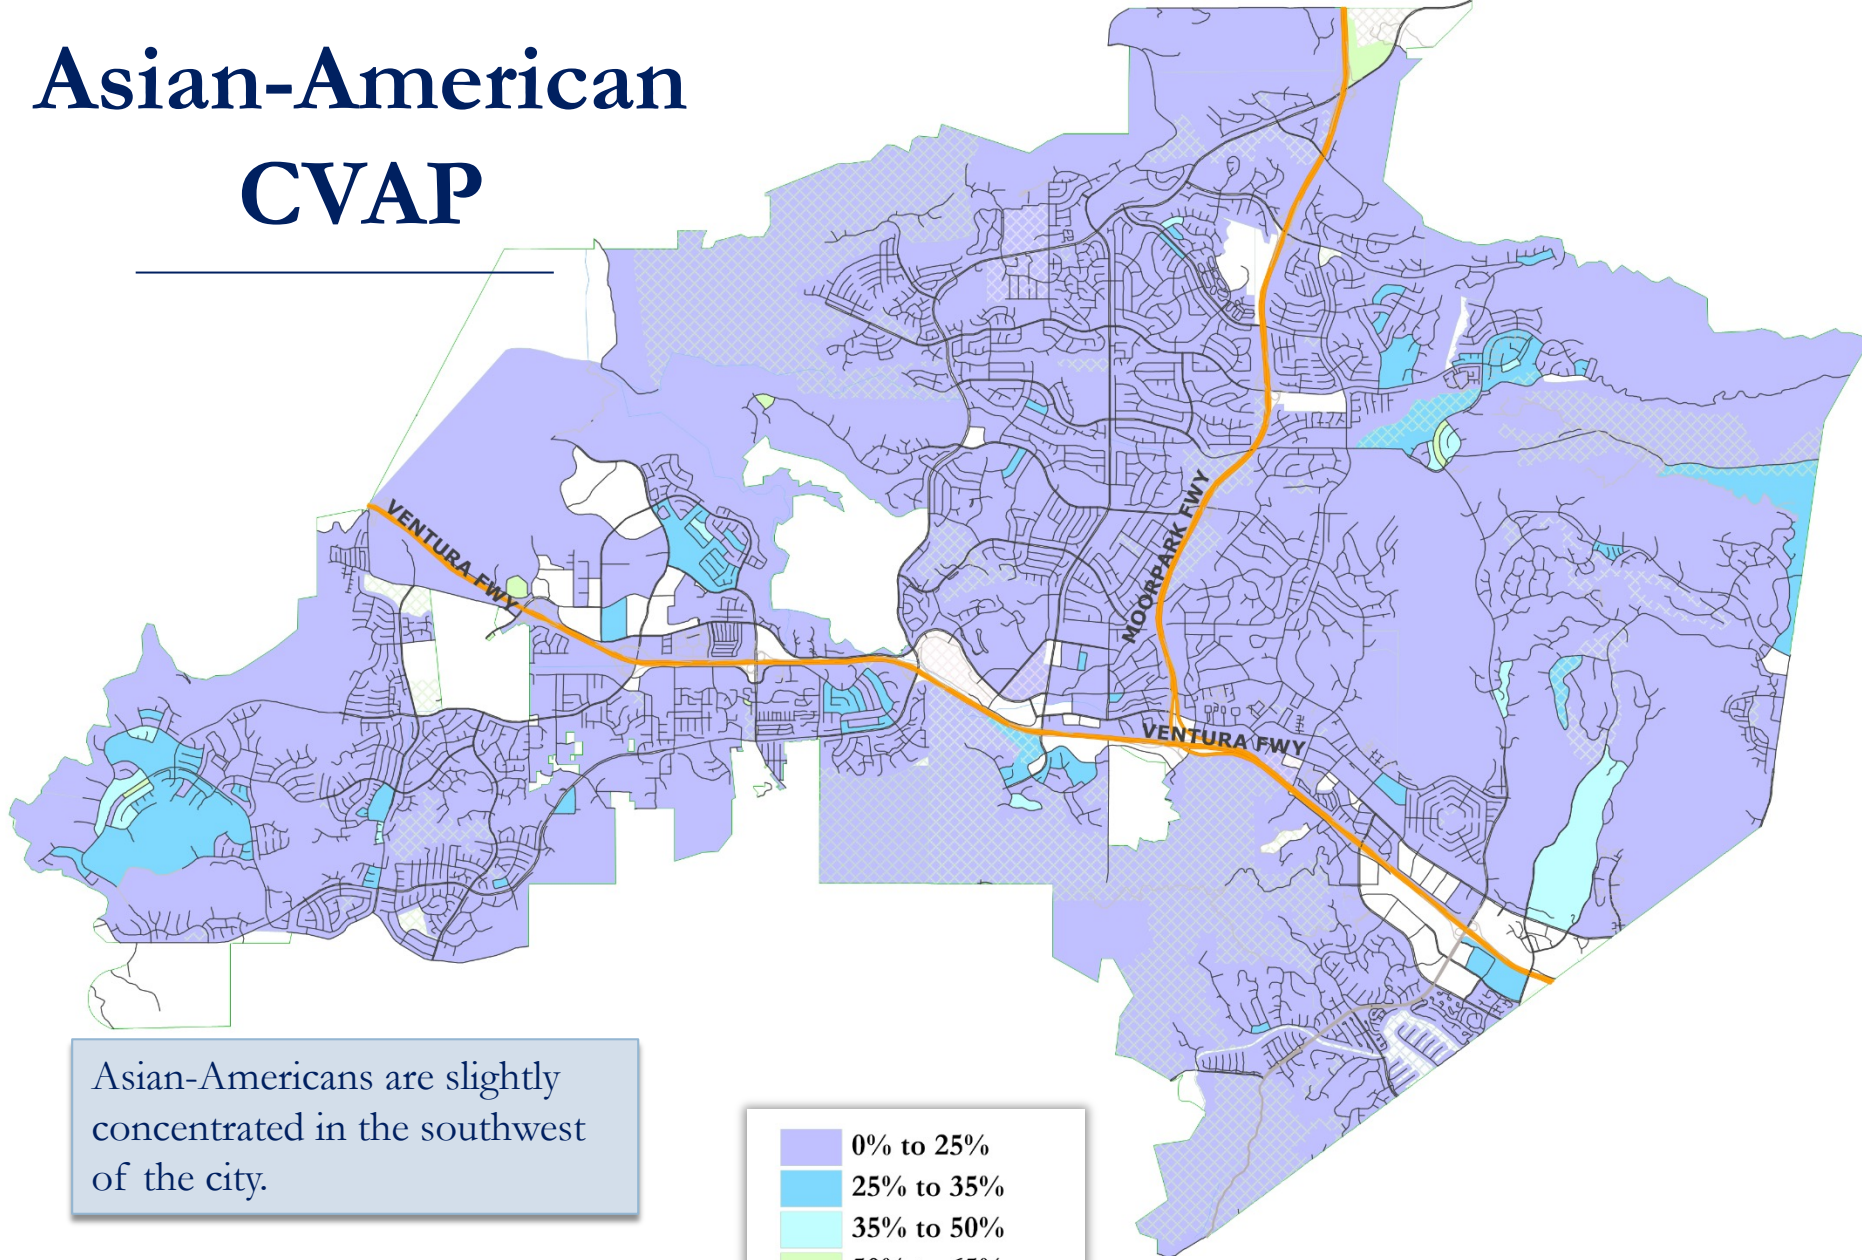 Asian-American
CVAP
VENTURA FWY
MOORPARK FWY
VENTURA FWY
Asian-Americans are slightly
concentrated in the southwest
of the city.
0% to 25%
25% to 35%
35% to 50%